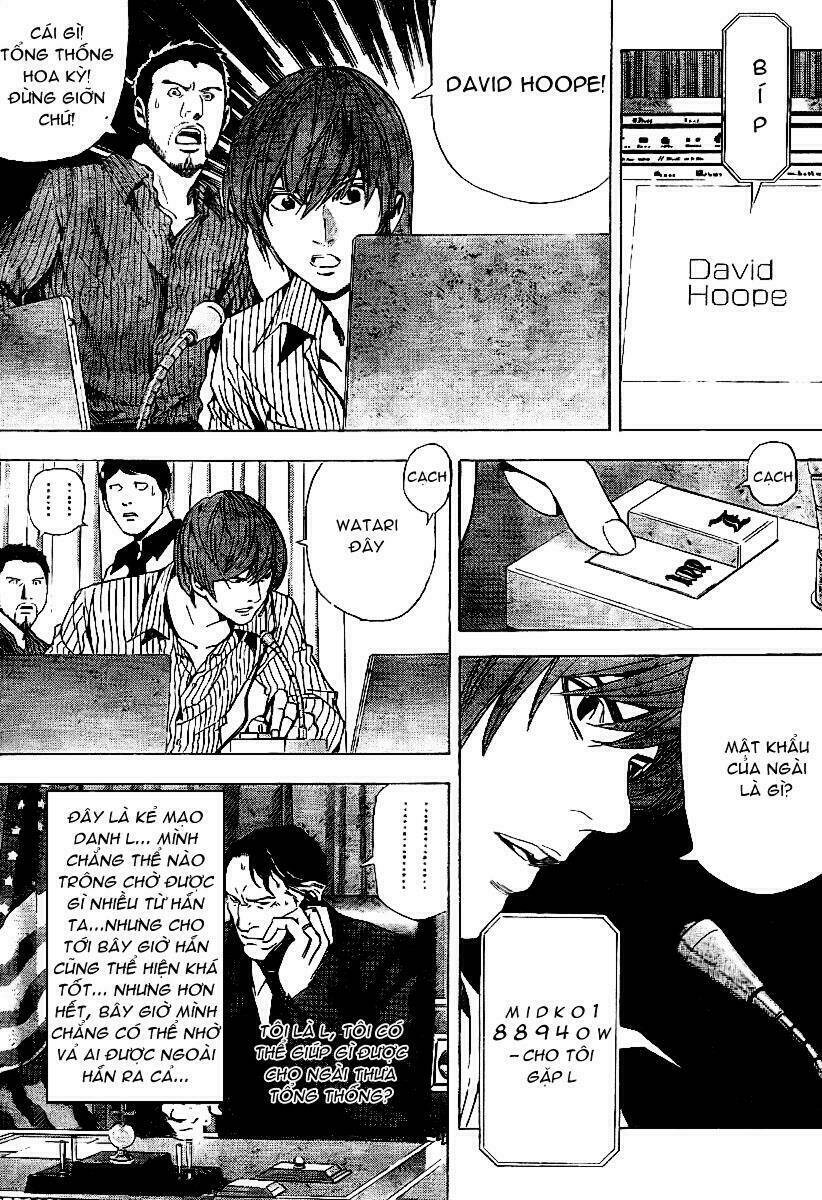 BÍP
David
Hoope
DAVID HOOPE!
CÁI GÌ!
TỔNG THỐNG
HOA KỲ!
ĐỪNG GIỠN
CHỨ!
CẠCH
CẠCH
WATARI
ĐÂY
MẬT KHẨU
CỦA NGÀI
LÀ GÌ?
MIDKO1
88940W
-CHO TÔI
GẶP L
ĐÂY LÀ KẺ MẠO
DANH L... MÌNH
CHẲNG THỂ NÀO
TRÔNG CHỜ ĐƯỢC
GÌ NHIỀU TỪ HẮN
TA...NHƯNG CHO
TỚI BÂY GIỜ HẮN
CŨNG THỂ HIỆN KHÁ
TỐT... NHƯNG HƠN
HẾT, BÂY GIỜ MÌNH
CHẲNG CÓ THỂ NHỜ
VẢ AI ĐƯỢC NGOÀI
HẮN RA CẢ...
TÔI LÀ L, TÔI CÓ
THỂ GIÚP GÌ ĐƯỢC
CHO NGÀI THƯA
TỔNG THỐNG?